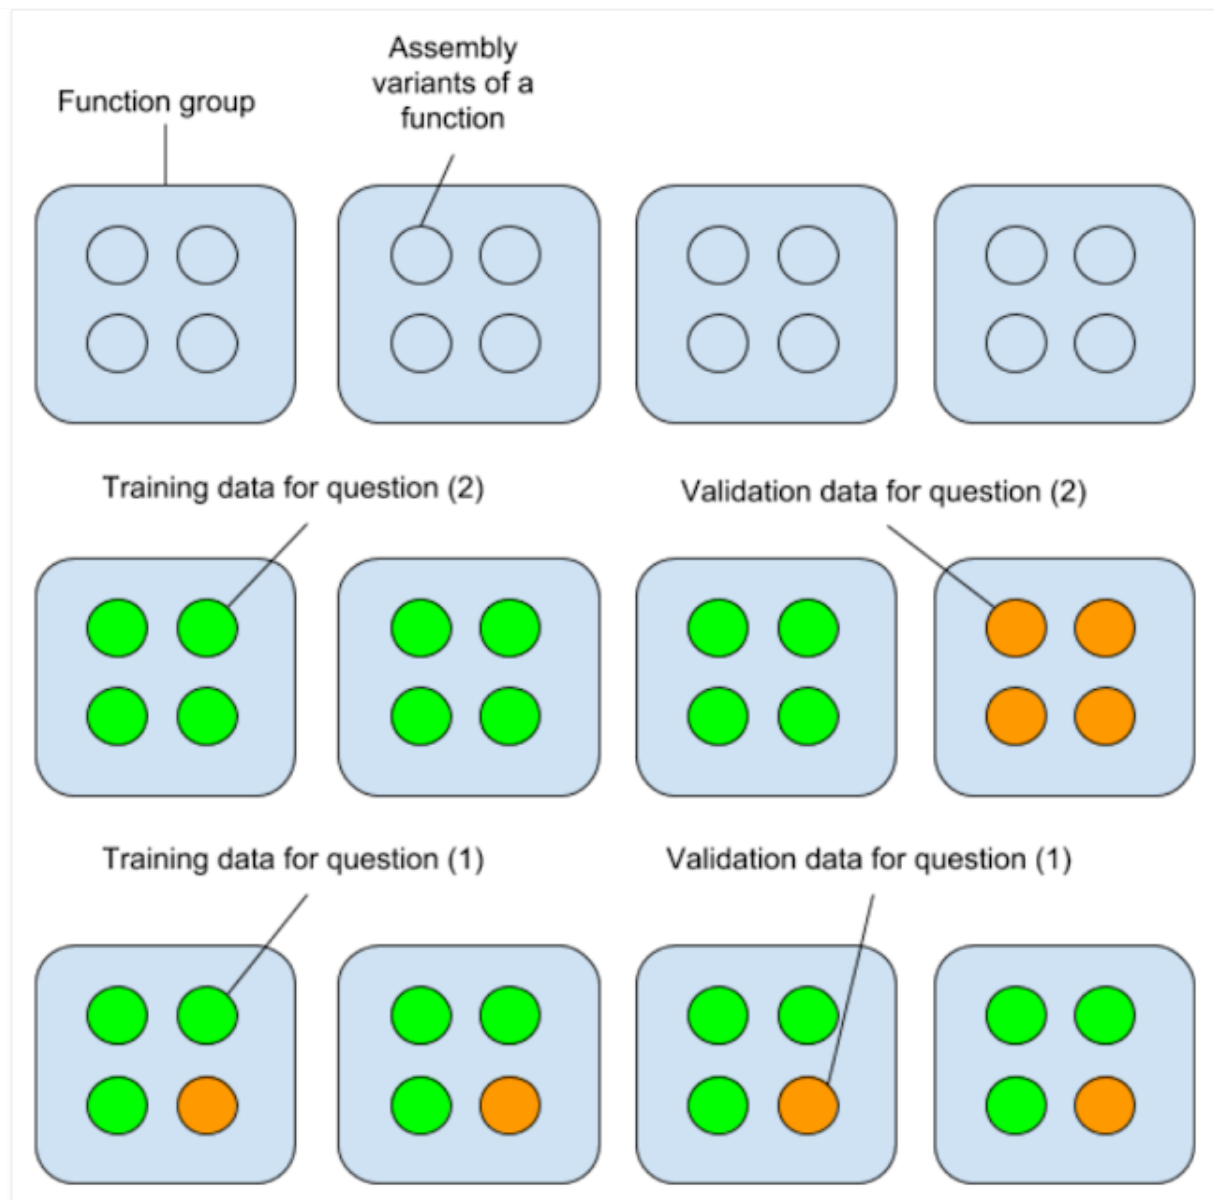 Assembly
variants of a
function
Function group
Training data for question (2)
Validation data for question (2)
Training data for question (1)
Validation data for question (1)